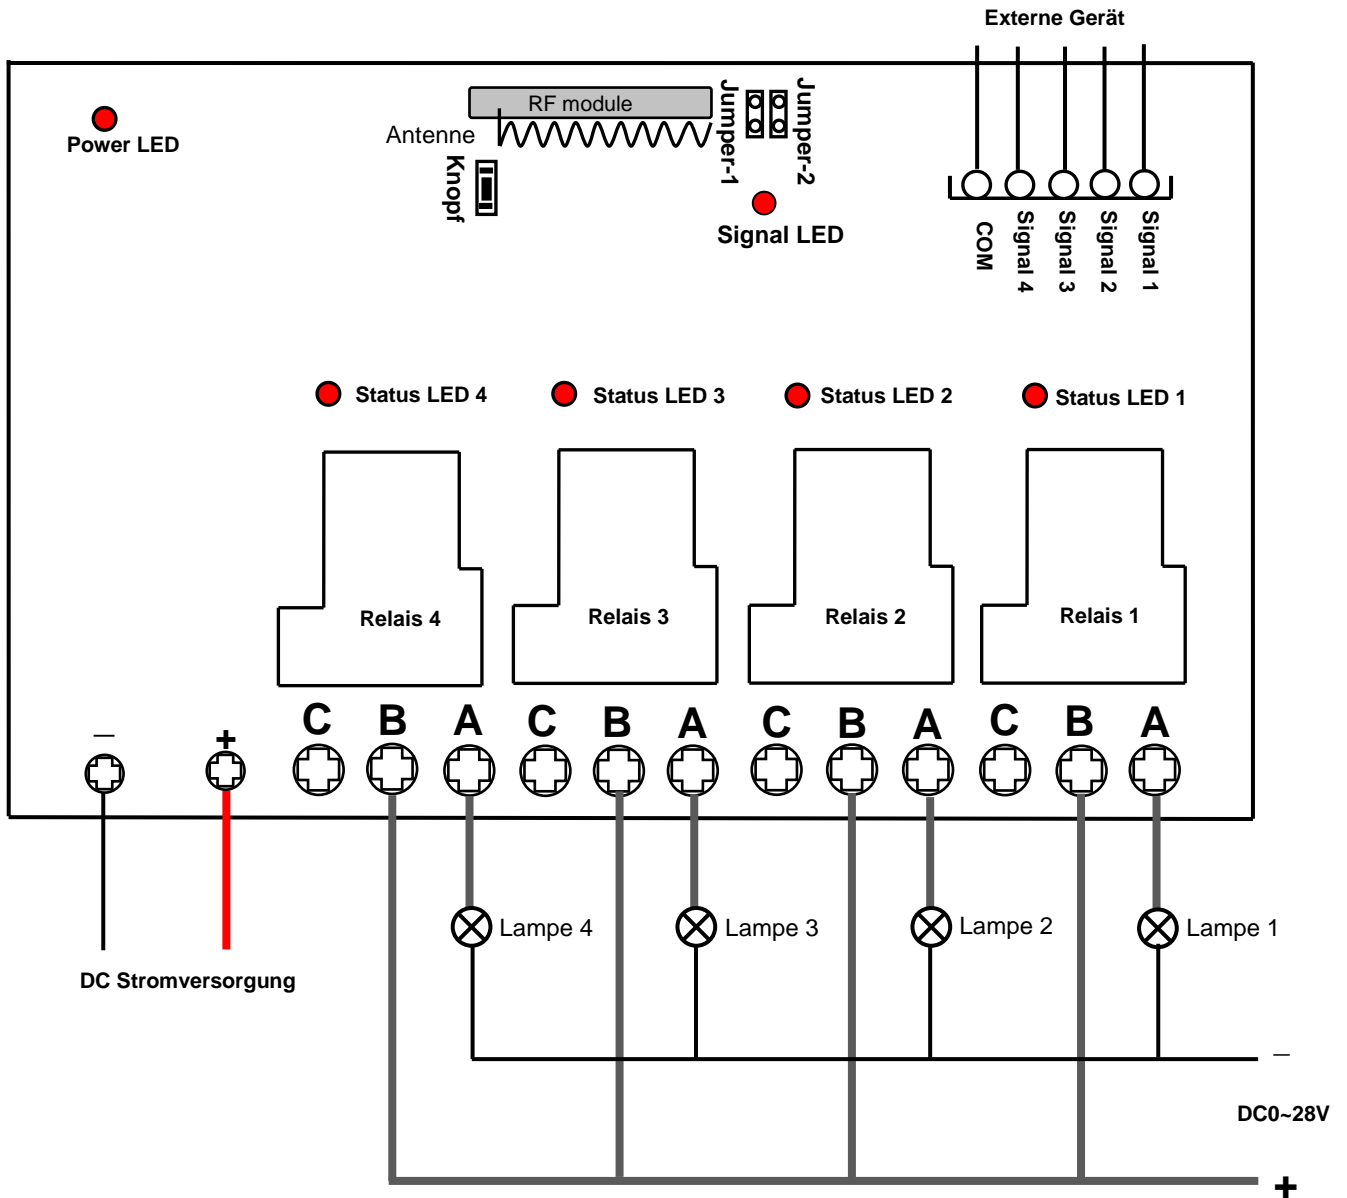 Externe Gerät
RF module
Antenne
Power LED
Knopf
Jumper-1
Jumper-2
Signal LED
COM
Signal 4
Signal 3
Signal 2
Signal 1
Status LED 4
Status LED 3
Status LED 2
Status LED 1
Relais 4
Relais 3
Relais 2
Relais 1
– +
C B A C B A C B A C B A
Lampe 4
Lampe 3
Lampe 2
Lampe 1
DC Stromversorgung
–
DC0~28V
+